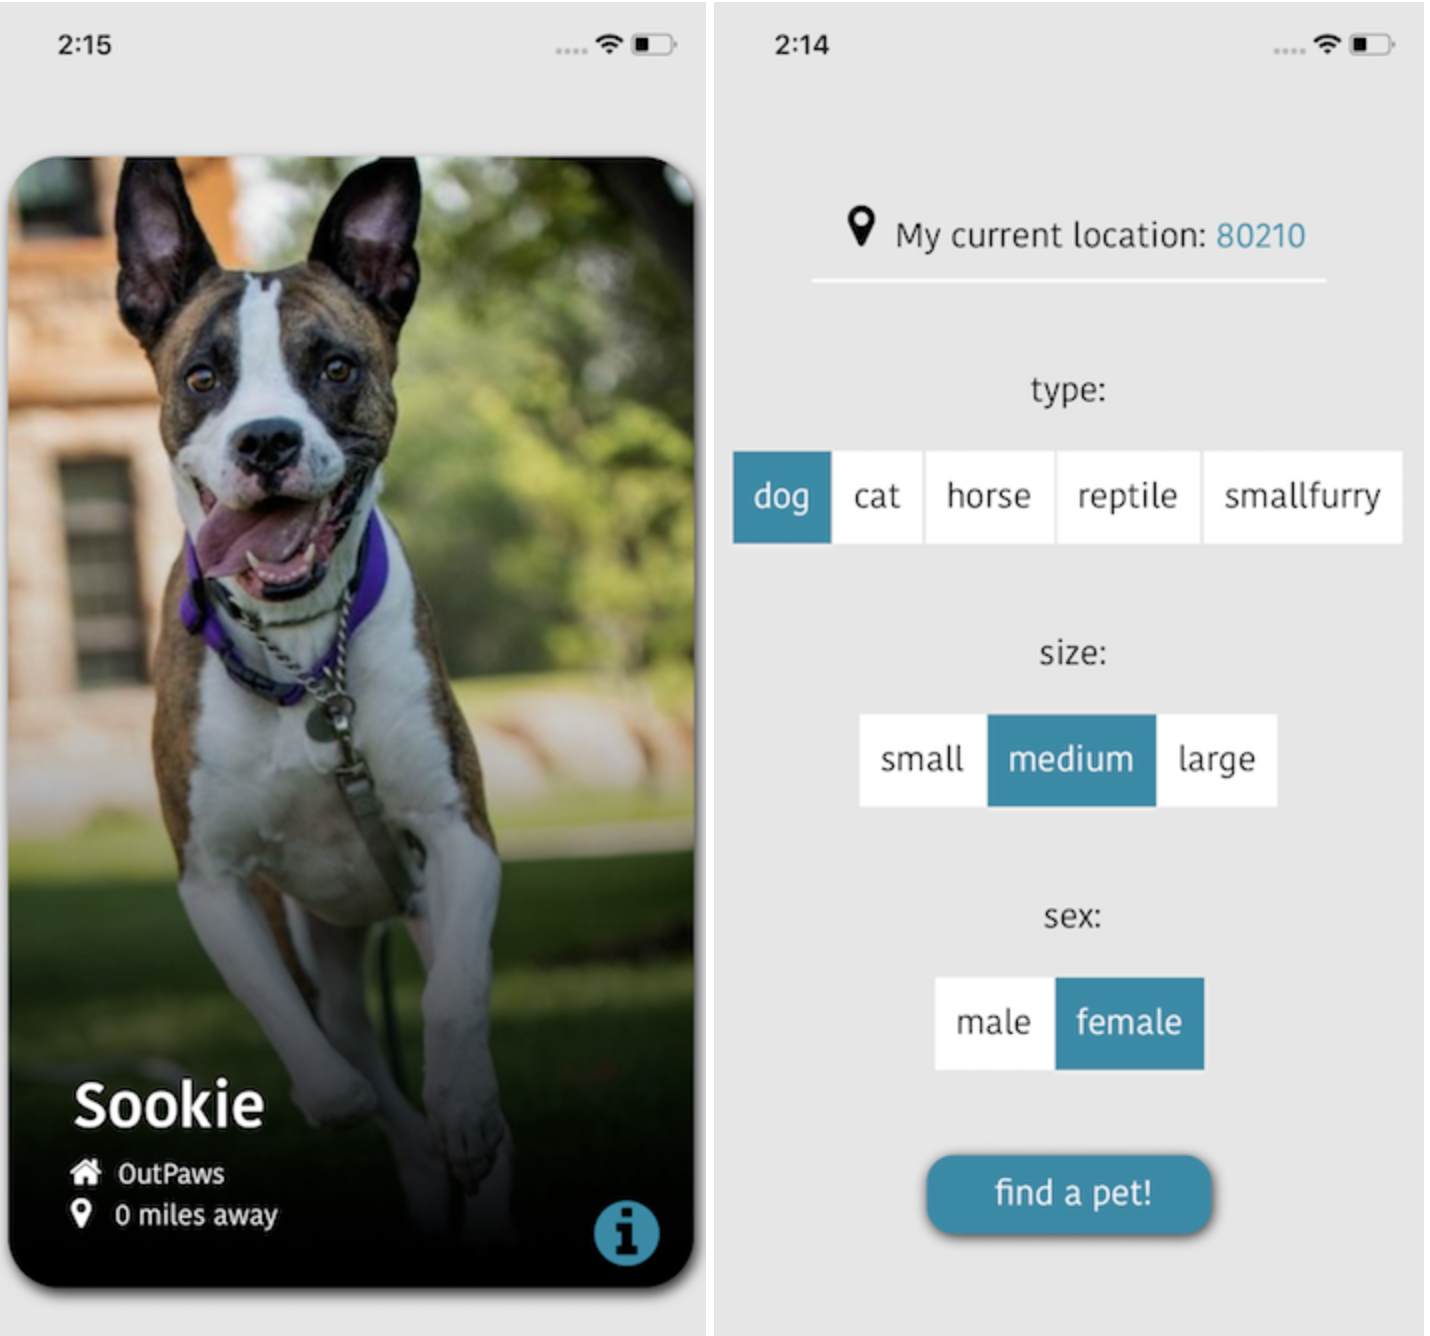 2:15
Sookie
OutPaws
0 miles away
2:14
My current location: 80210
type:
dog cat horse reptile smallfurry
size:
small medium large
sex:
male female
find a pet!